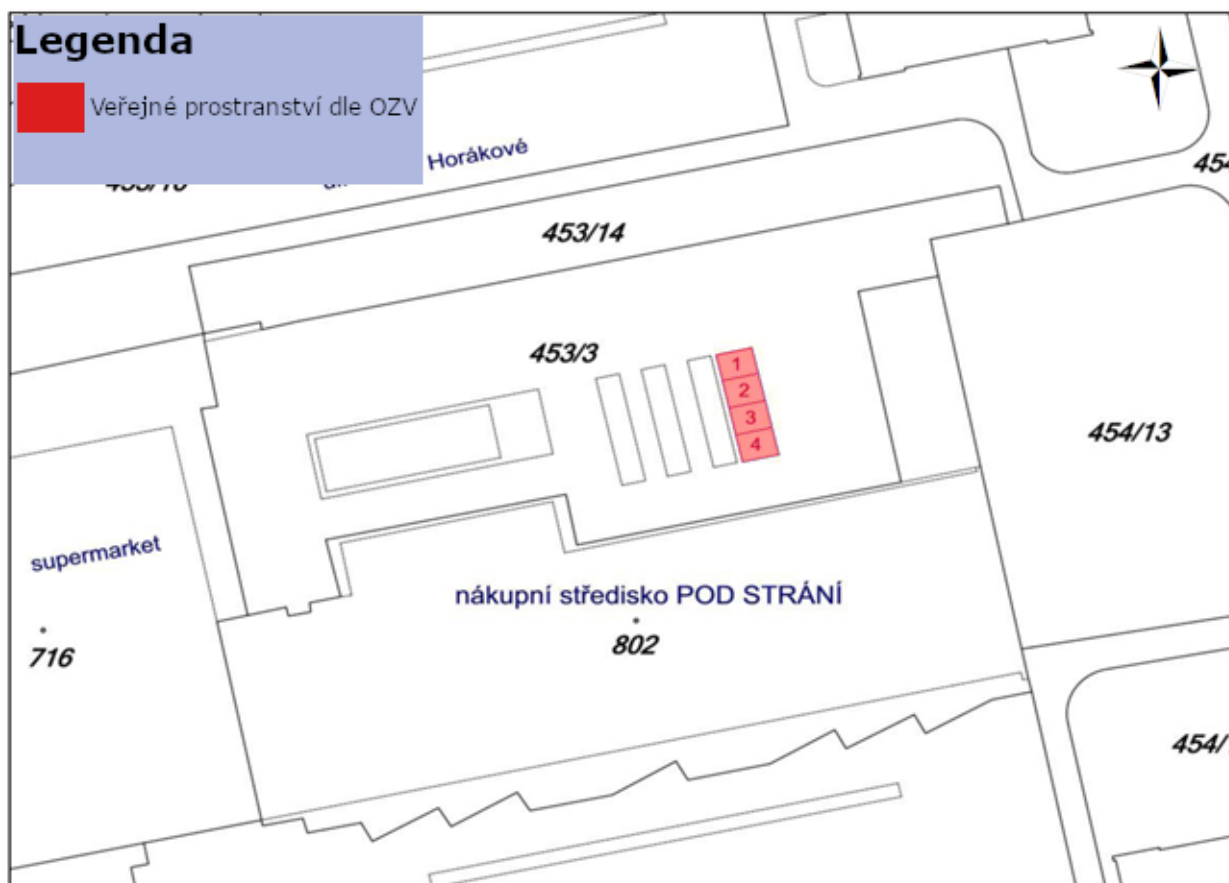 Legenda
Veřejné prostranství dle OZV
Horákové
453/14
453/3
1
2
3
4
454/13
supermarket
nákupní středisko POD STRÁNÍ
716
802